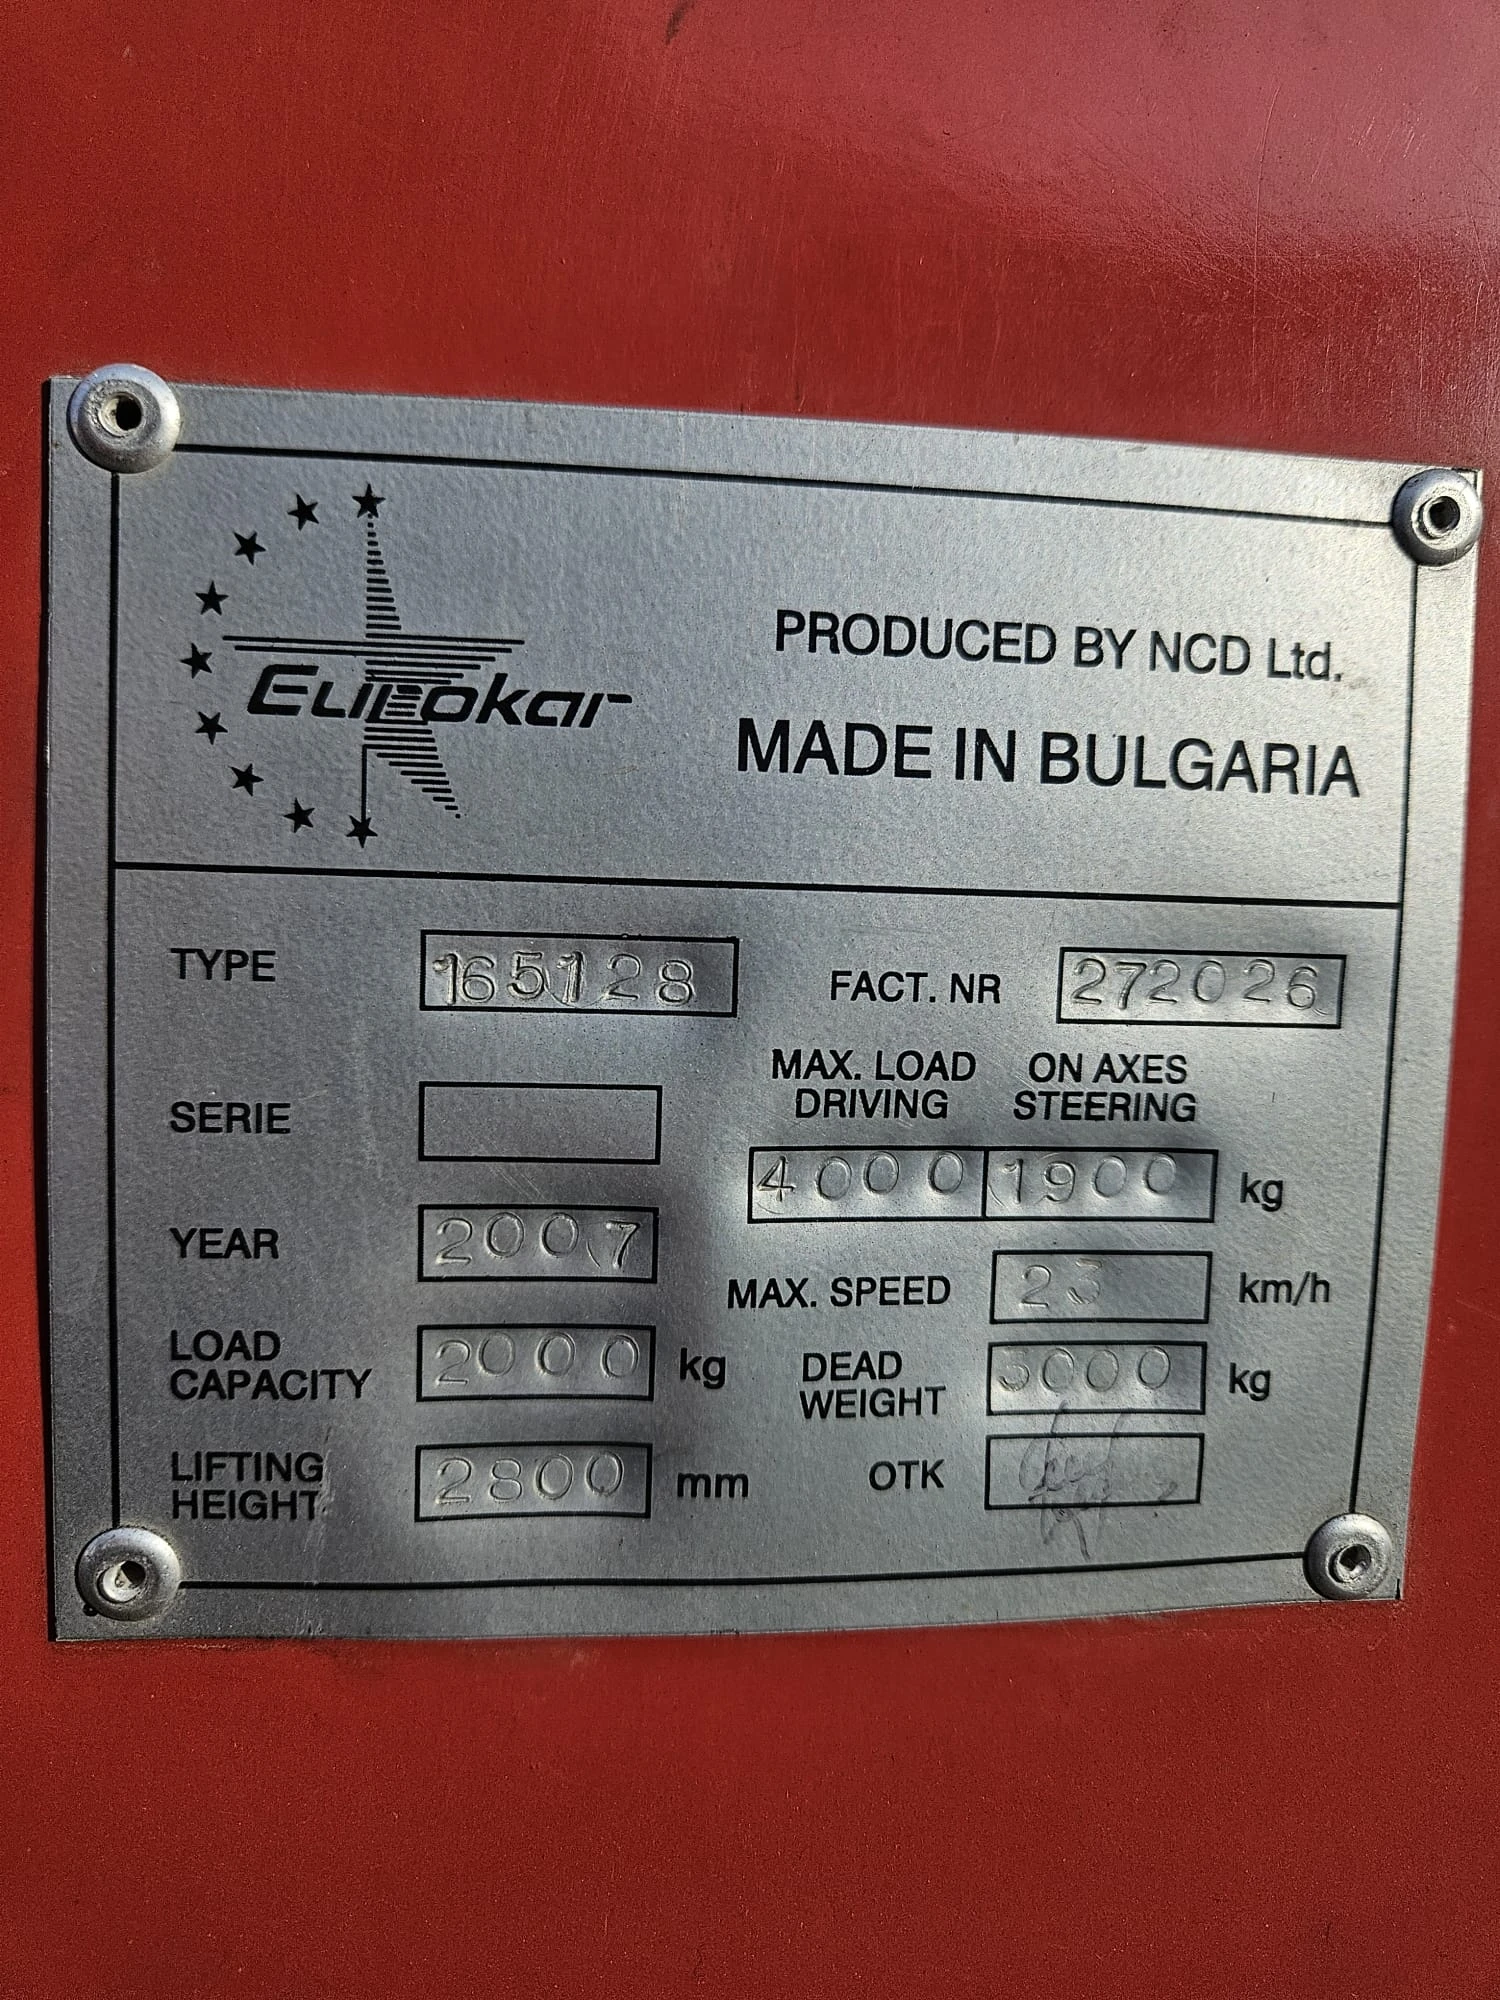 Eurokar
PRODUCED BY NCD Ltd.
MADE IN BULGARIA
TYPE 165128
FACT. NR 272026
SERIE
MAX. LOAD ON AXES
DRIVING STEERING
4000 1900 kg
YEAR 2007
MAX. SPEED 23 km/h
LOAD
CAPACITY 2000 kg
DEAD
WEIGHT kg
LIFTING
HEIGHT 2800 mm
OTK